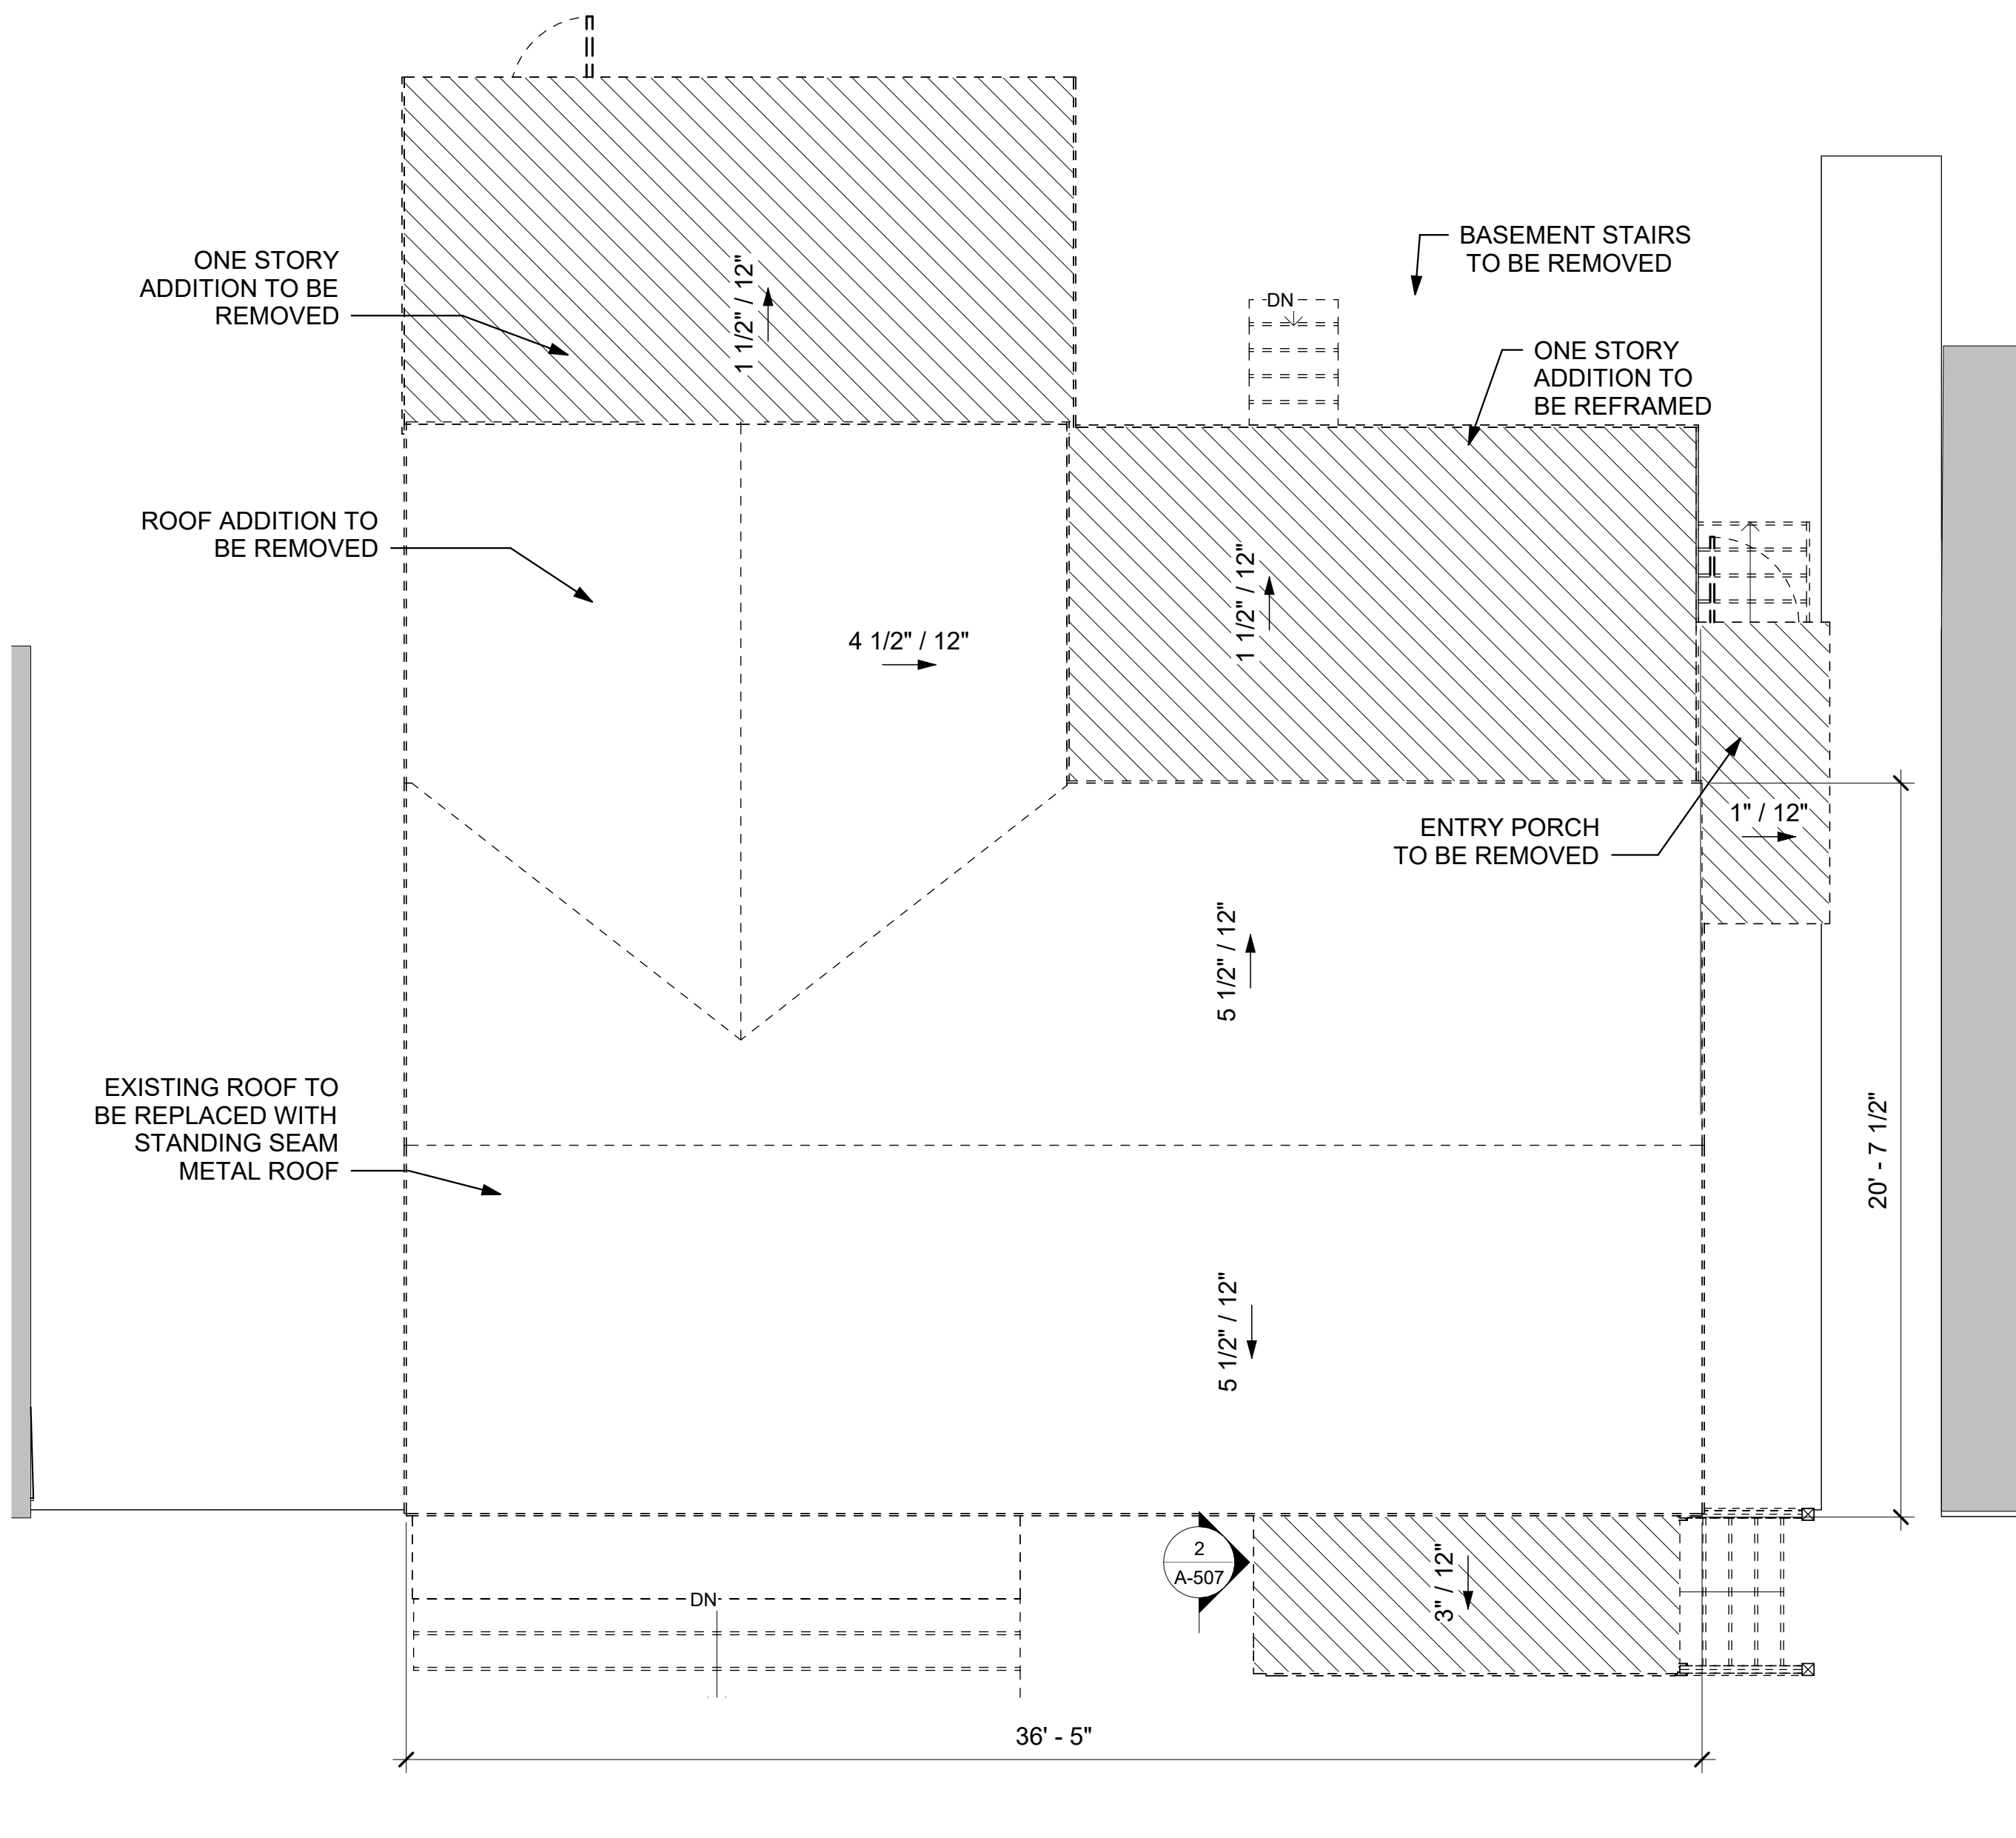 ONE STORY
ADDITION TO BE
REMOVED
1 1/2" / 12"
BASEMENT STAIRS
TO BE REMOVED
DN
ONE STORY
ADDITION TO
BE REFRAMED
ROOF ADDITION TO
BE REMOVED
4 1/2" / 12"
1 1/2" / 12"
ENTRY PORCH
TO BE REMOVED
1" / 12"
5 1/2" / 12"
EXISTING ROOF TO
BE REPLACED WITH
STANDING SEAM
METAL ROOF
20' - 7 1/2"
5 1/2" / 12"
2
A-507
3" / 12"
DN
36' - 5"